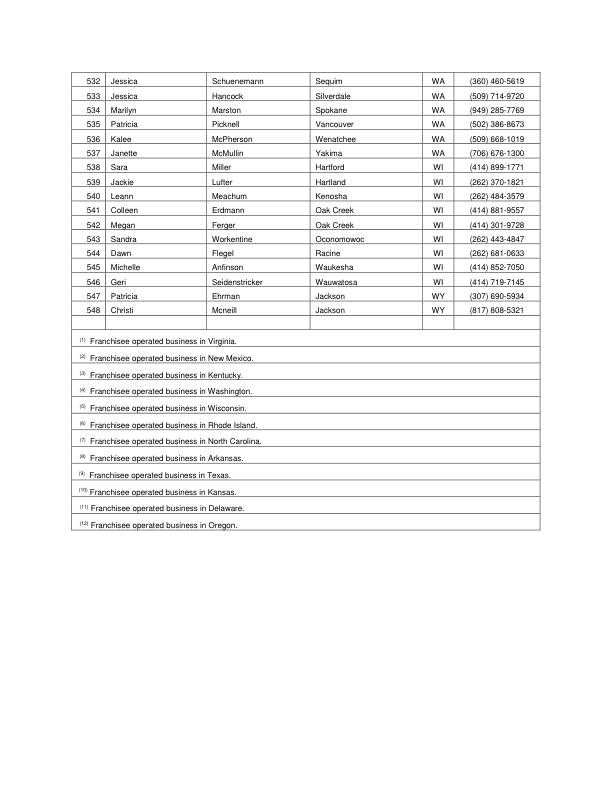 532 Jessica Schuenemann Sequim WA (360) 460-5619
533 Jessica Hancock Silverdale WA (509) 714-9720
534 Marilyn Marston Spokane WA (949) 285-7769
535 Patricia Picknell Vancouver WA (502) 386-8673
536 Kalee McPherson Wenatchee WA (509) 668-1019
537 Janette McMullin Yakima WA (706) 676-1300
538 Sara Miller Hartford WI (414) 899-1771
539 Jackie Lufter Hartland WI (262) 370-1821
540 Leann Meachum Kenosha WI (262) 484-3579
541 Colleen Erdmann Oak Creek WI (414) 881-9557
542 Megan Ferger Oak Creek WI (414) 301-9728
543 Sandra Workentine Oconomowoc WI (262) 443-4847
544 Dawn Flegel Racine WI (262) 681-0633
545 Michelle Anfinson Waukesha WI (414) 852-7050
546 Geri Seidenstricker Wauwatosa WI (414) 719-7145
547 Patricia Ehrman Jackson WY (307) 690-5934
548 Christi Mcneill Jackson WY (817) 808-5321
(1) Franchisee operated business in Virginia.
(2) Franchisee operated business in New Mexico.
(3) Franchisee operated business in Kentucky.
(4) Franchisee operated business in Washington.
(5) Franchisee operated business in Wisconsin.
(6) Franchisee operated business in Rhode Island.
(7) Franchisee operated business in North Carolina.
(8) Franchisee operated business in Arkansas.
(9) Franchisee operated business in Texas.
(10) Franchisee operated business in Kansas.
(11) Franchisee operated business in Delaware.
(12) Franchisee operated business in Oregon.